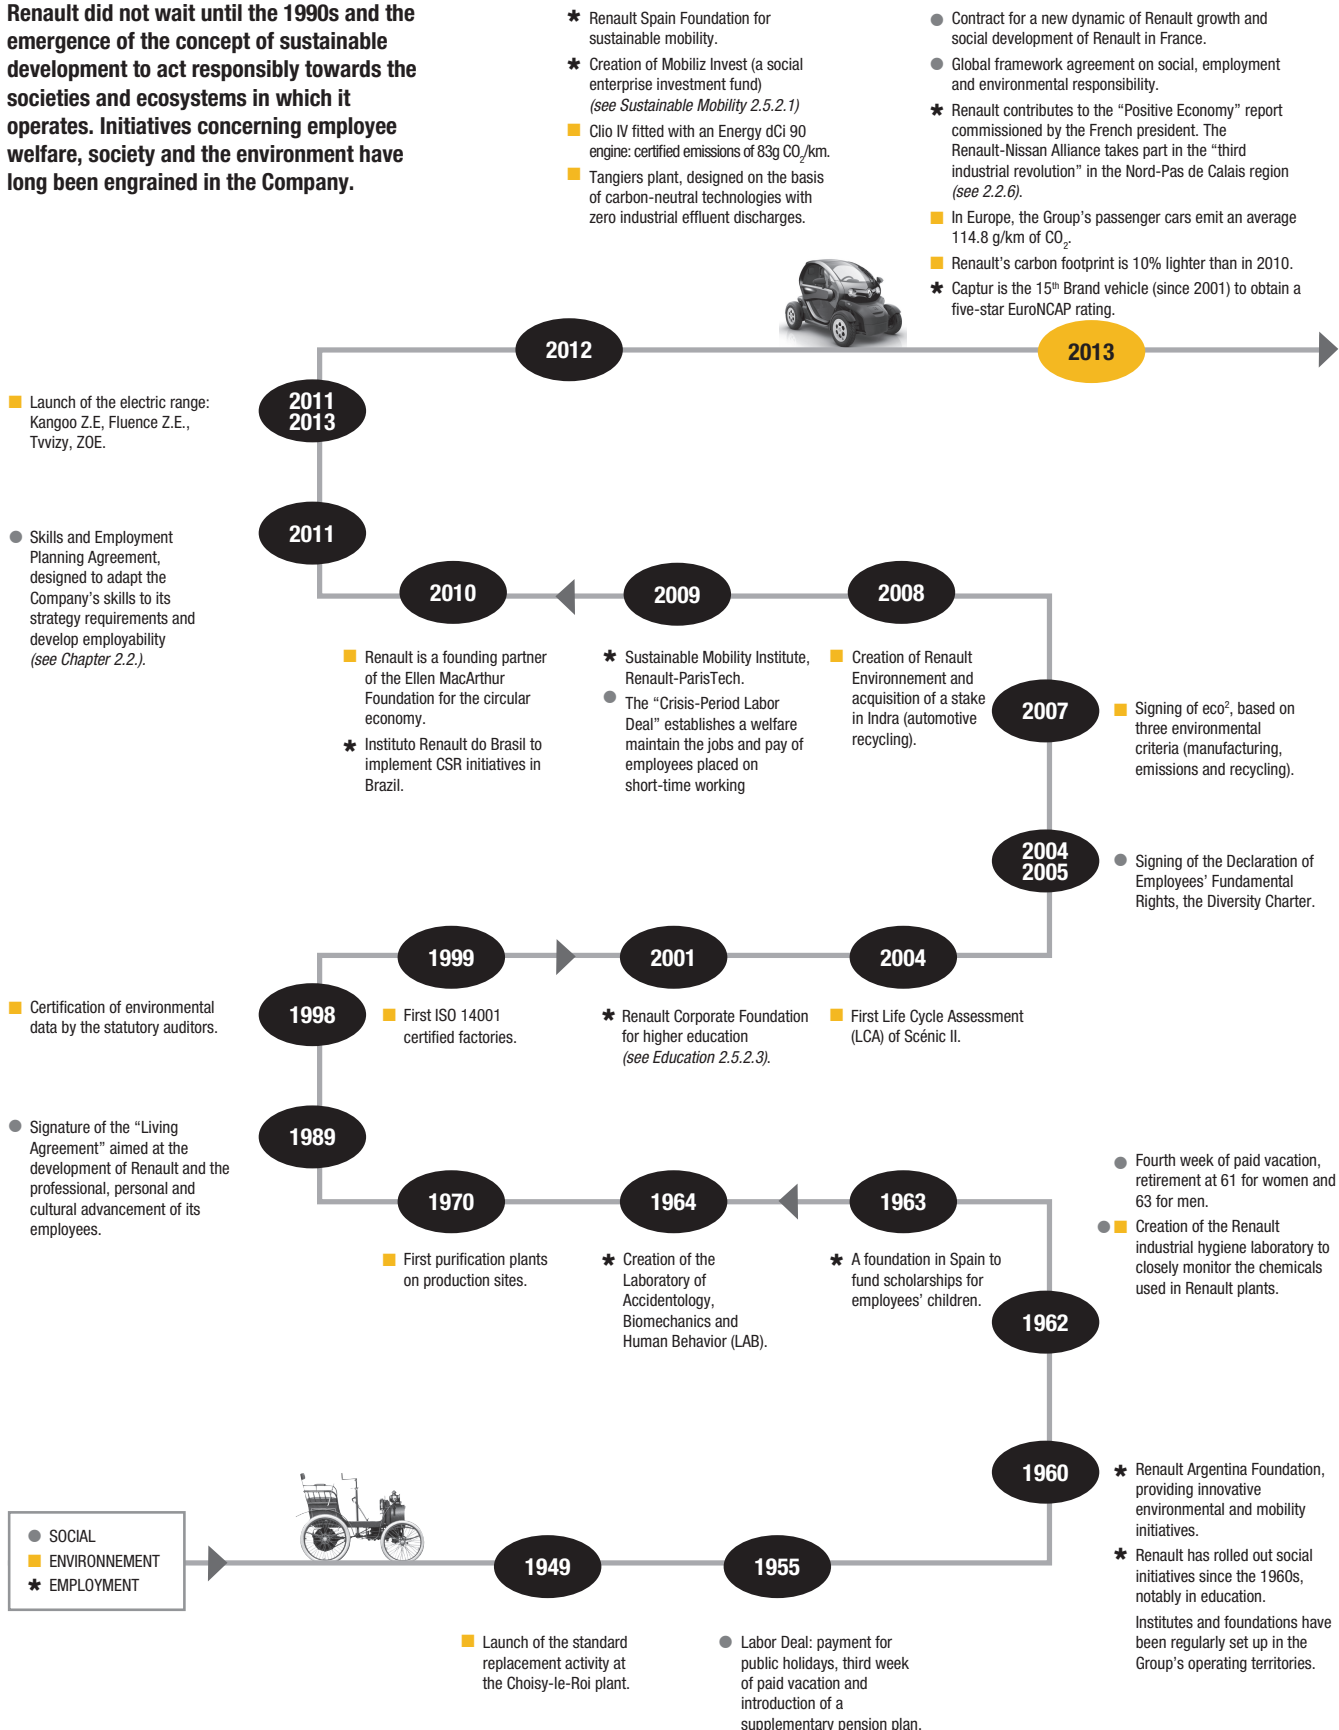 Renault did not wait until the 1990s and the
emergence of the concept of sustainable
development to act responsibly towards the
societies and ecosystems in which it
operates. Initiatives concerning employee
welfare, society and the environment have
long been engrained in the Company.
Renault Spain Foundation for
sustainable mobility.
Creation of Mobiliz Invest (a social
enterprise investment fund)
(see Sustainable Mobility 2.5.2.1)
Clio IV fitted with an Energy dCi 90
engine: certified emissions of 83g CO2/km.
Tangiers plant, designed on the basis
of carbon-neutral technologies with
zero industrial effluent discharges.
Contract for a new dynamic of Renault growth and
social development of Renault in France.
Global framework agreement on social, employment
and environmental responsibility.
Renault contributes to the “Positive Economy” report
commissioned by the French president. The
Renault-Nissan Alliance takes part in the “third
industrial revolution” in the Nord-Pas de Calais region
(see 2.2.6).
In Europe, the Group’s passenger cars emit an average
114.8 g/km of CO2.
Renault’s carbon footprint is 10% lighter than in 2010.
Captur is the 15th Brand vehicle (since 2001) to obtain a
five-star EuroNCAP rating.
2012
2013
2011
2013
Launch of the electric range:
Kangoo Z.E, Fluence Z.E.,
Tvvizy, ZOE.
2011
Skills and Employment
Planning Agreement,
designed to adapt the
Company’s skills to its
strategy requirements and
develop employability
(see Chapter 2.2.).
2010
2009
2008
Renault is a founding partner
of the Ellen MacArthur
Foundation for the circular
economy.
Instituto Renault do Brasil to
implement CSR initiatives in
Brazil.
Sustainable Mobility Institute,
Renault-ParisTech.
The “Crisis-Period Labor
Deal” establishes a welfare
maintain the jobs and pay of
employees placed on
short-time working
Creation of Renault
Environnement and
acquisition of a stake
in Indra (automotive
recycling).
2007
Signing of eco2, based on
three environmental
criteria (manufacturing,
emissions and recycling).
2004
2005
Signing of the Declaration of
Employees’ Fundamental
Rights, the Diversity Charter.
1999
2001
2004
1998
Certification of environmental
data by the statutory auditors.
First ISO 14001
certified factories.
Renault Corporate Foundation
for higher education
(see Education 2.5.2.3).
First Life Cycle Assessment
(LCA) of Scénic II.
1989
Signature of the “Living
Agreement” aimed at the
development of Renault and the
professional, personal and
cultural advancement of its
employees.
1970
1964
1963
First purification plants
on production sites.
Creation of the
Laboratory of
Accidentology,
Biomechanics and
Human Behavior (LAB).
A foundation in Spain to
fund scholarships for
employees’ children.
Fourth week of paid vacation,
retirement at 61 for women and
63 for men.
Creation of the Renault
industrial hygiene laboratory to
closely monitor the chemicals
used in Renault plants.
1962
1960
Renault Argentina Foundation,
providing innovative
environmental and mobility
initiatives.
Renault has rolled out social
initiatives since the 1960s,
notably in education.
Institutes and foundations have
been regularly set up in the
Group’s operating territories.
SOCIAL
ENVIRONNEMENT
EMPLOYMENT
1949
1955
Launch of the standard
replacement activity at
the Choisy-le-Roi plant.
Labor Deal: payment for
public holidays, third week
of paid vacation and
introduction of a
supplementary pension plan.